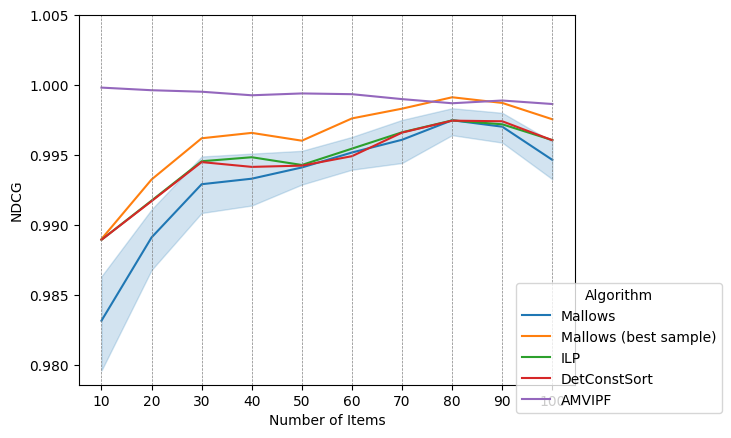 1.005
1.000
0.995
0.990
0.985
0.980
NDCG
10 20 30 40 50 60 70 80 90 100
Number of Items
Algorithm
Mallows
Mallows (best sample)
ILP
DetConstSort
AMVIPF